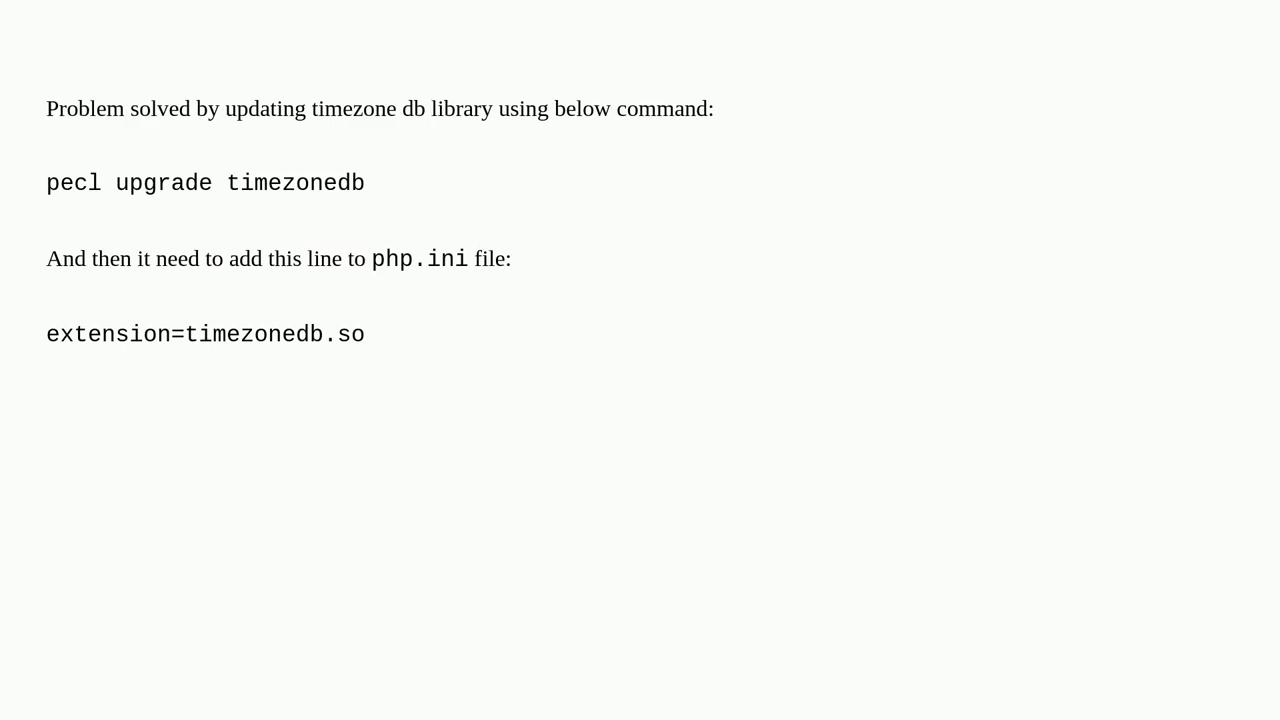 Problem solved by updating timezone db library using below command:
pecl upgrade timezonedb
And then it need to add this line to php.ini file:
extension=timezonedb.so